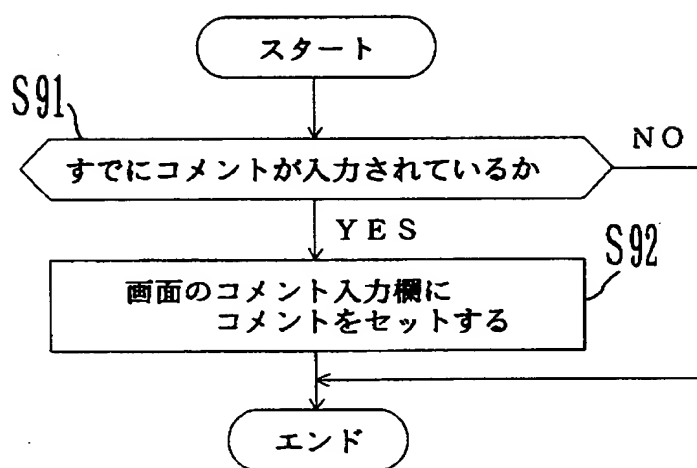 スタート
S91
すでにコメントが入力されているか
NO
YES
S92
画面のコメント入力欄に
コメントをセットする
エンド